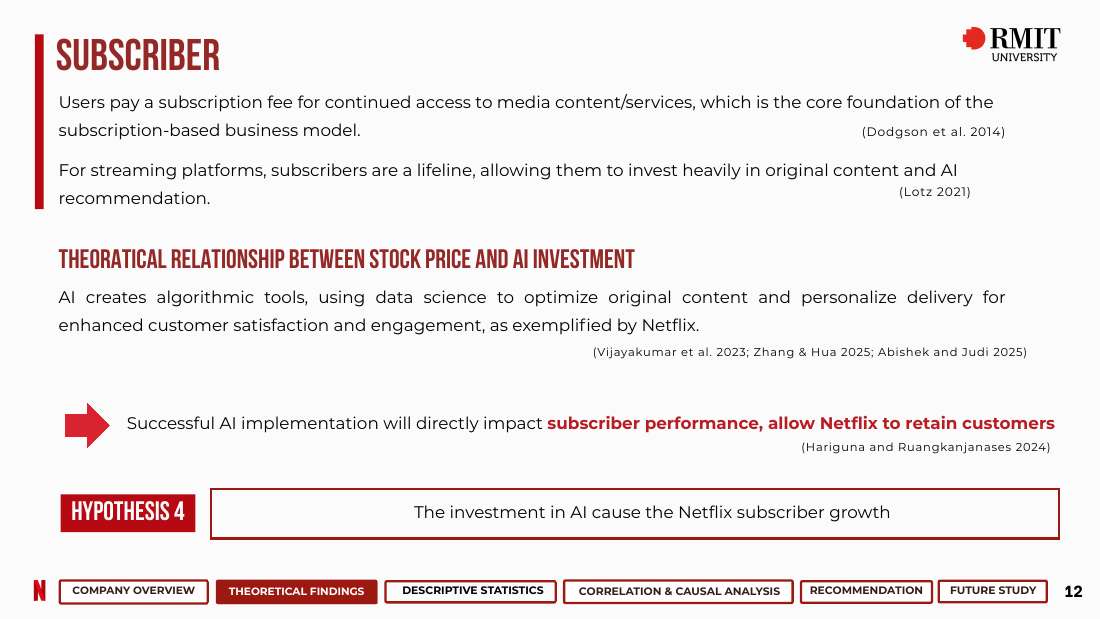 SUBSCRIBER
RMIT
UNIVERSITY
Users pay a subscription fee for continued access to media content/services, which is the core foundation of the
subscription-based business model.
(Dodgson et al. 2014)
For streaming platforms, subscribers are a lifeline, allowing them to invest heavily in original content and AI
recommendation.
(Lotz 2021)
THEORATICAL RELATIONSHIP BETWEEN STOCK PRICE AND AI INVESTMENT
AI creates algorithmic tools, using data science to optimize original content and personalize delivery for
enhanced customer satisfaction and engagement, as exemplified by Netflix.
(Vijayakumar et al. 2023; Zhang & Hua 2025; Abishek and Judi 2025)
Successful AI implementation will directly impact subscriber performance, allow Netflix to retain customers
(Hariguna and Ruangkanjanases 2024)
HYPOTHESIS 4
The investment in AI cause the Netflix subscriber growth
N
COMPANY OVERVIEW
THEORETICAL FINDINGS
DESCRIPTIVE STATISTICS
CORRELATION & CAUSAL ANALYSIS
RECOMMENDATION
FUTURE STUDY
12